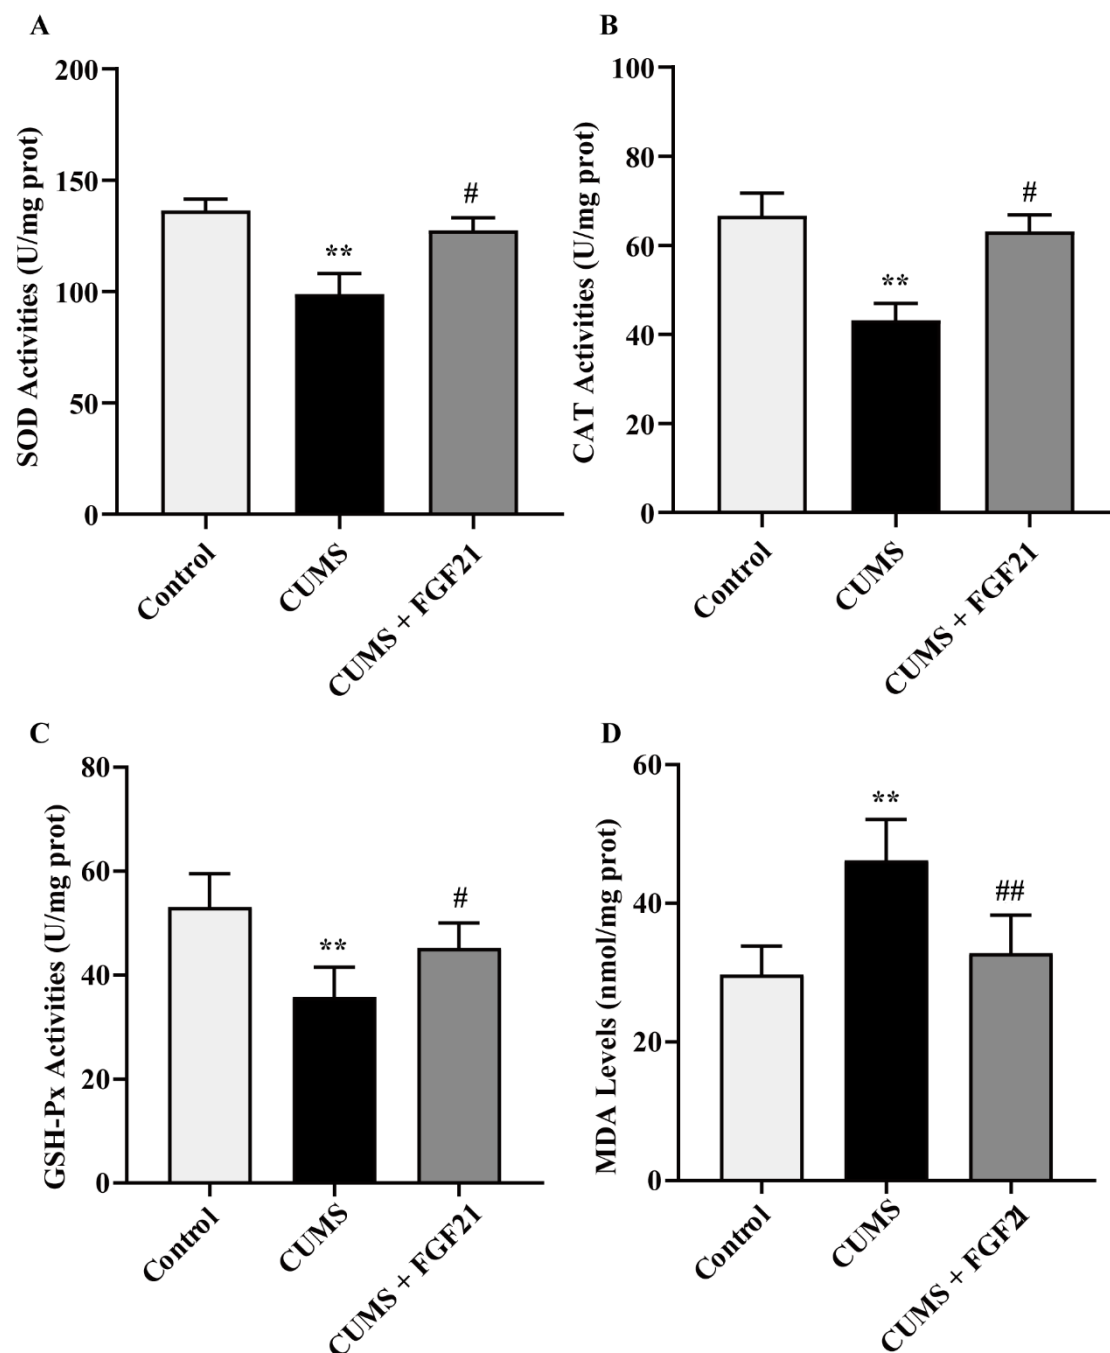 A
SOD Activities (U/mg prot)
200
150
100
50
0
**
#
Control
CUMS
CUMS + FGF21
B
CAT Activities (U/mg prot)
100
80
60
40
20
0
**
#
Control
CUMS
CUMS + FGF21
C
GSH-Px Activities (U/mg prot)
80
60
40
20
0
**
#
Control
CUMS
CUMS + FGF21
D
MDA Levels (nmol/mg prot)
60
40
20
0
**
##
Control
CUMS
CUMS + FGF21